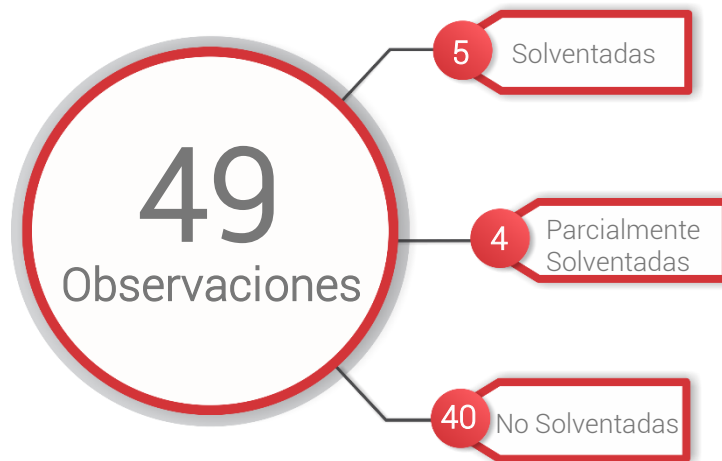 49
Observaciones
5
Solventadas
4
Parcialmente
Solventadas
40
No Solventadas